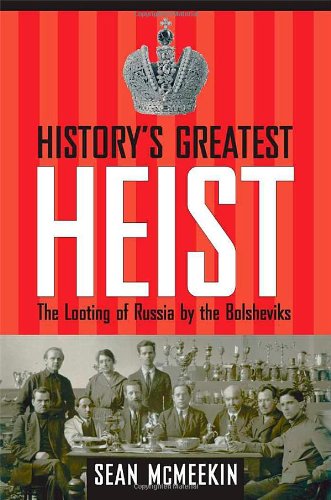 HISTORY'S GREATEST
HEIST
The Looting of Russia by the Bolsheviks
SEAN MCMEEKIN